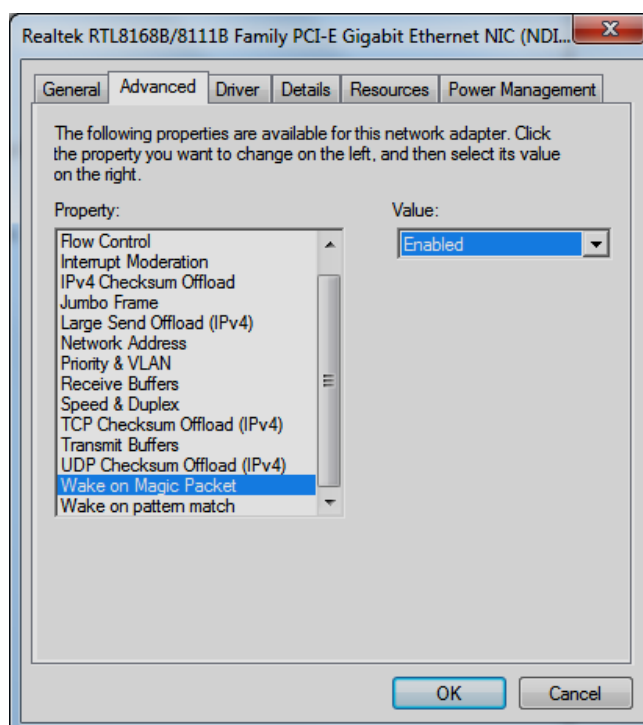 Realtek RTL8168B/8111B Family PCI-E Gigabit Ethernet NIC (NDI...
General Advanced Driver Details Resources Power Management
The following properties are available for this network adapter. Click
the property you want to change on the left, and then select its value
on the right.
Property: Value:
Flow Control Enabled
Interrupt Moderation
IPv4 Checksum Offload
Jumbo Frame
Large Send Offload (IPv4)
Network Address
Priority & VLAN
Receive Buffers
Speed & Duplex
TCP Checksum Offload (IPv4)
Transmit Buffers
UDP Checksum Offload (IPv4)
Wake on Magic Packet
Wake on pattern match
OK Cancel